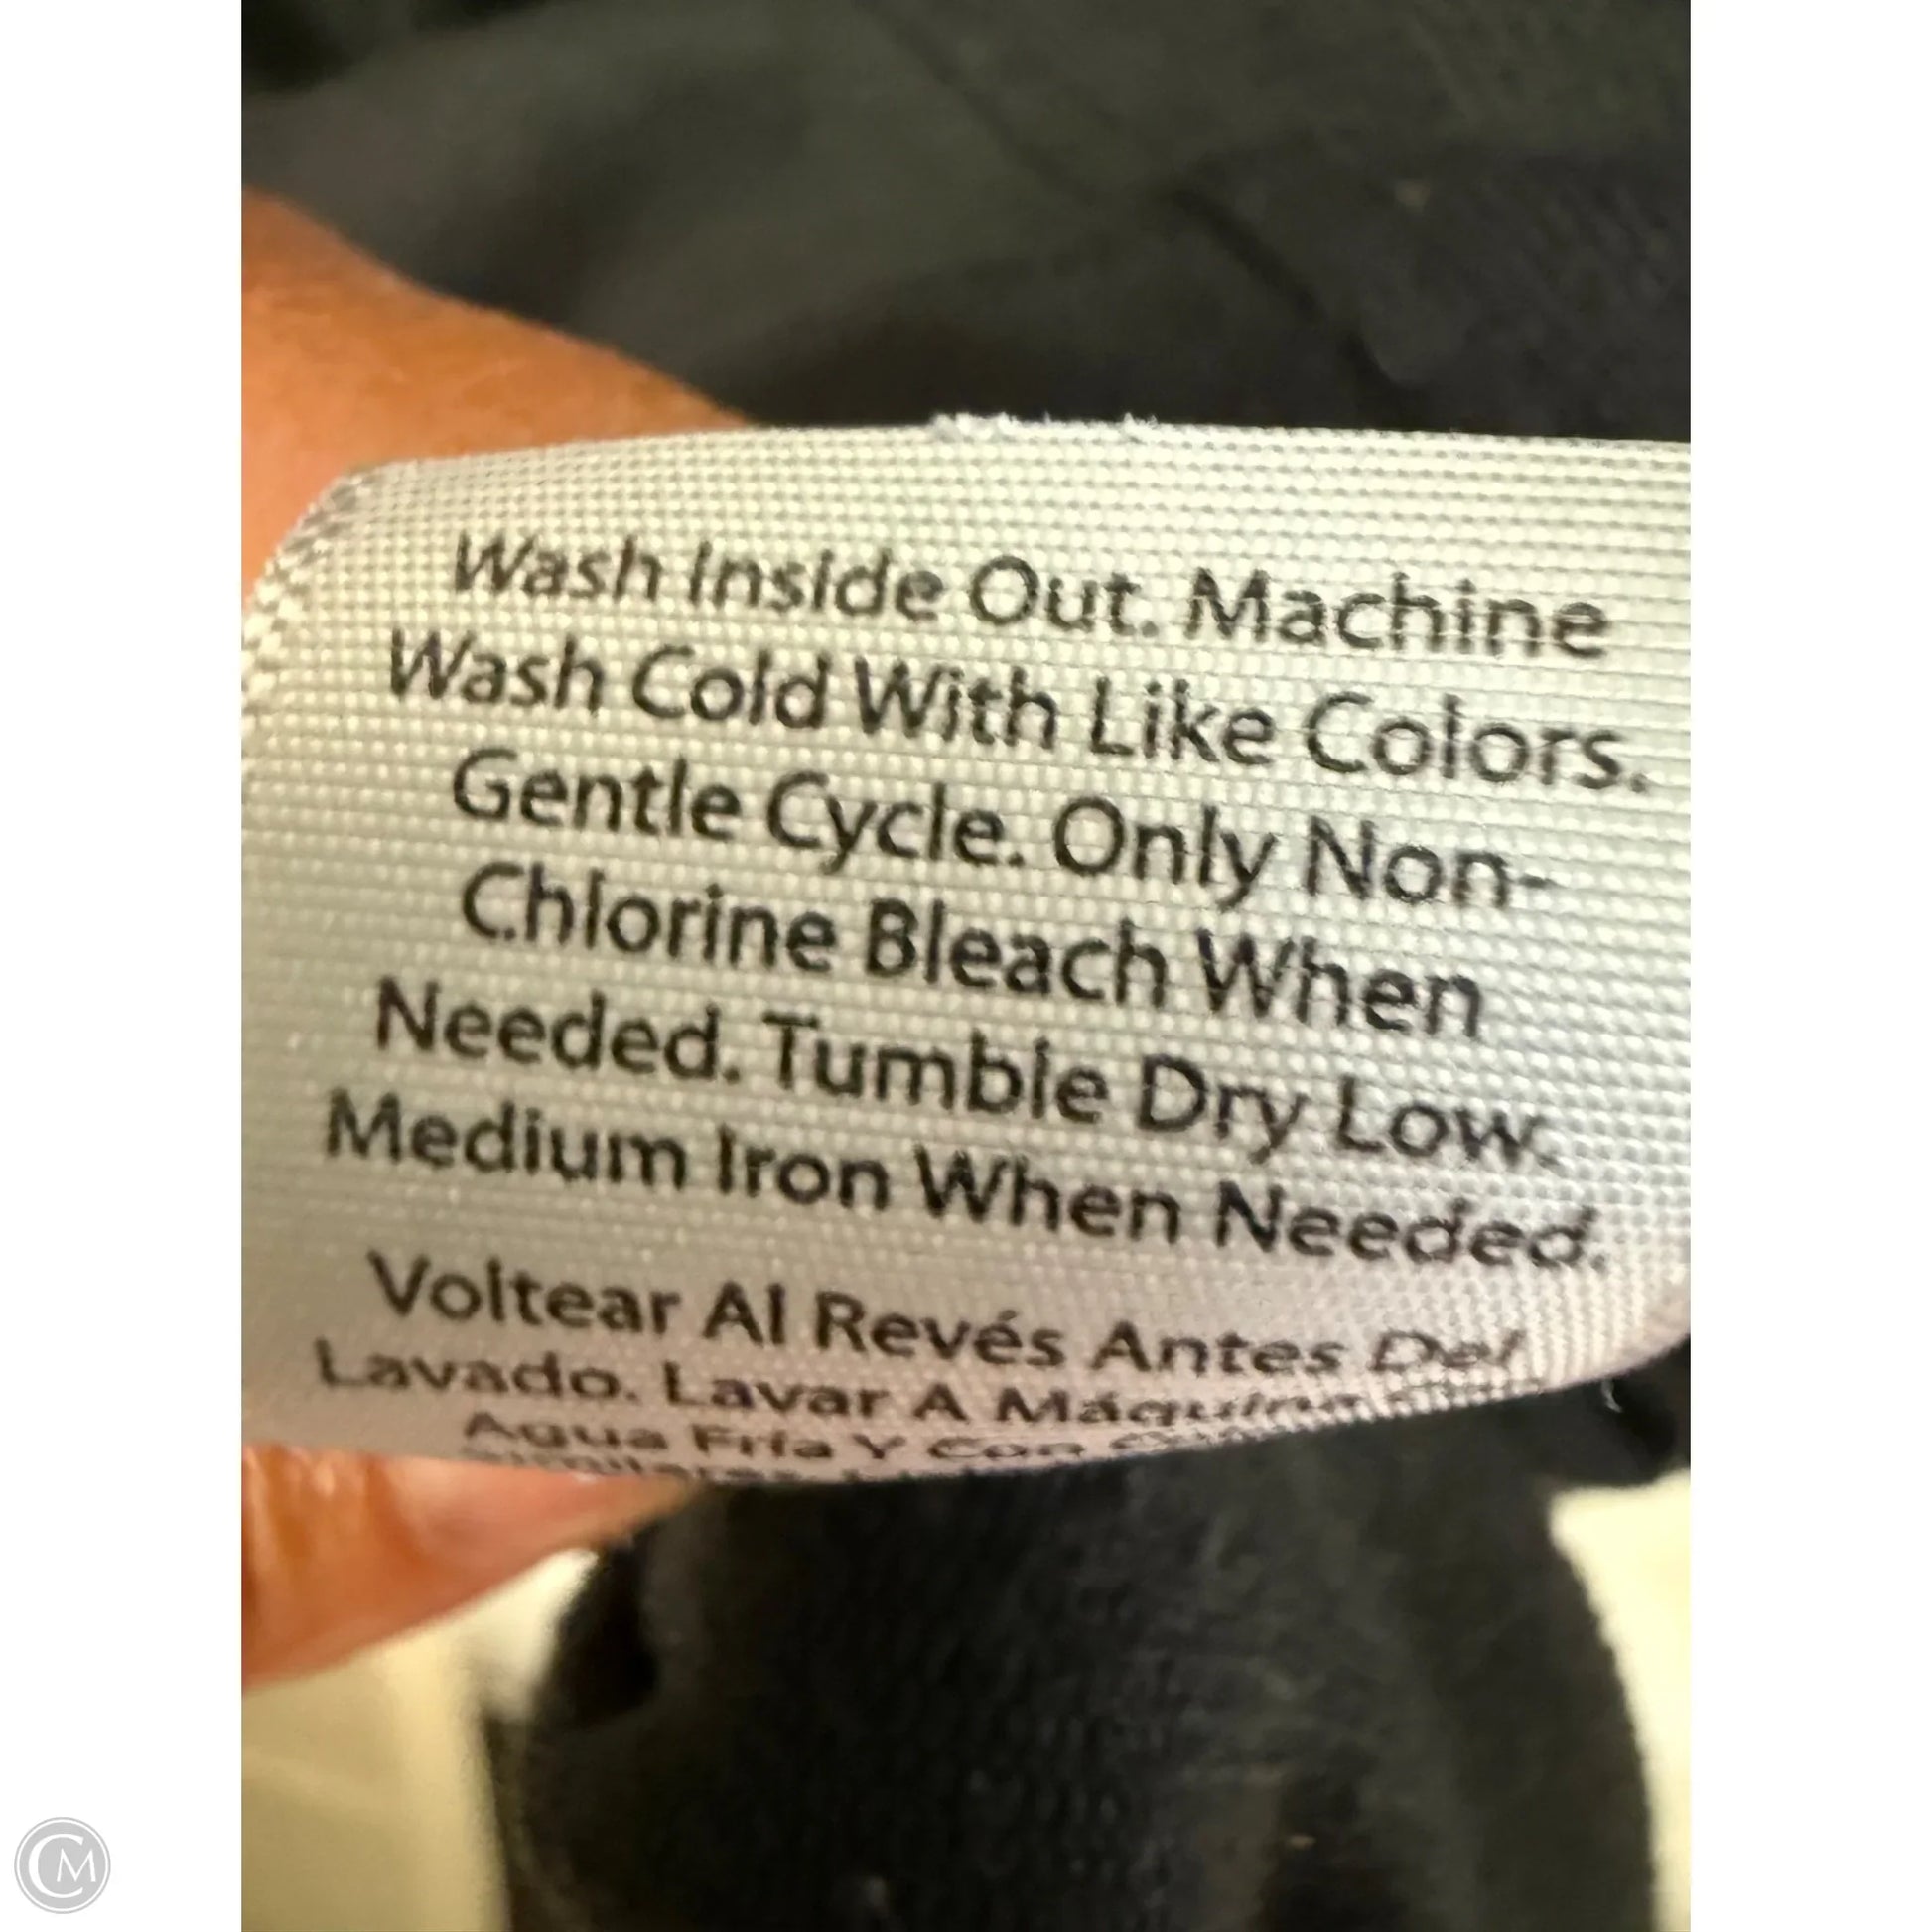 Wash Inside Out. Machine
Wash Cold With Like Colors.
Gentle Cycle. Only Non-
Chlorine Bleach When
Needed. Tumble Dry Low.
Medium Iron When Needed.
Voltear Al Revés Antes Del
Lavado. Lavar A Máquina
Agua Fría Y Con
CM